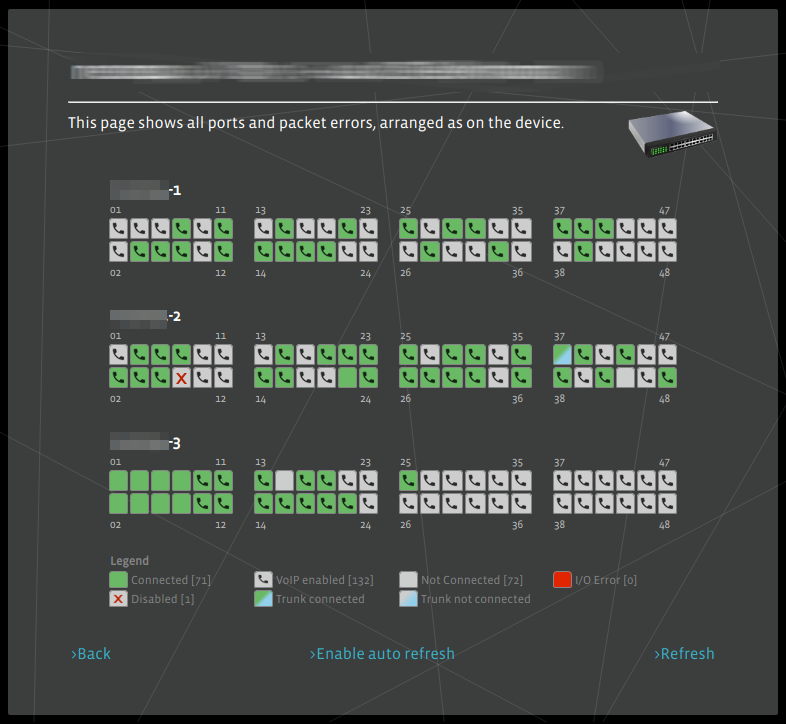 This page shows all ports and packet errors, arranged as on the device.
-1
01 11 13 23 25 35 37 47
02 12 14 24 26 36 38 48
-2
01 11 13 23 25 35 37 47
X
02 12 14 24 26 36 38 48
-3
01 11 13 23 25 35 37 47
02 12 14 24 26 36 38 48
Legend
Connected [71] VoIP enabled [132] Not Connected [72] I/O Error [0]
X Disabled [1] Trunk connected Trunk not connected
>Back >Enable auto refresh >Refresh